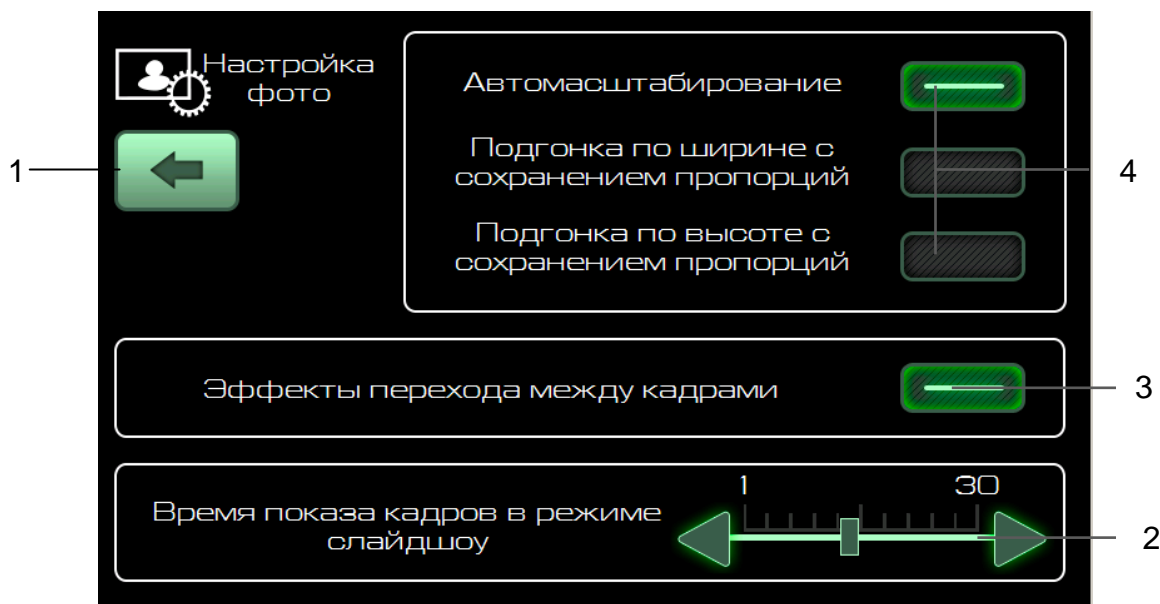 Настройка
фото
Автомасштабирование
1
Подгонка по ширине с
сохранением пропорций
4
Подгонка по высоте с
сохранением пропорций
Эффекты перехода между кадрами
3
1 30
Время показа кадров в режиме
слайдшоу
2